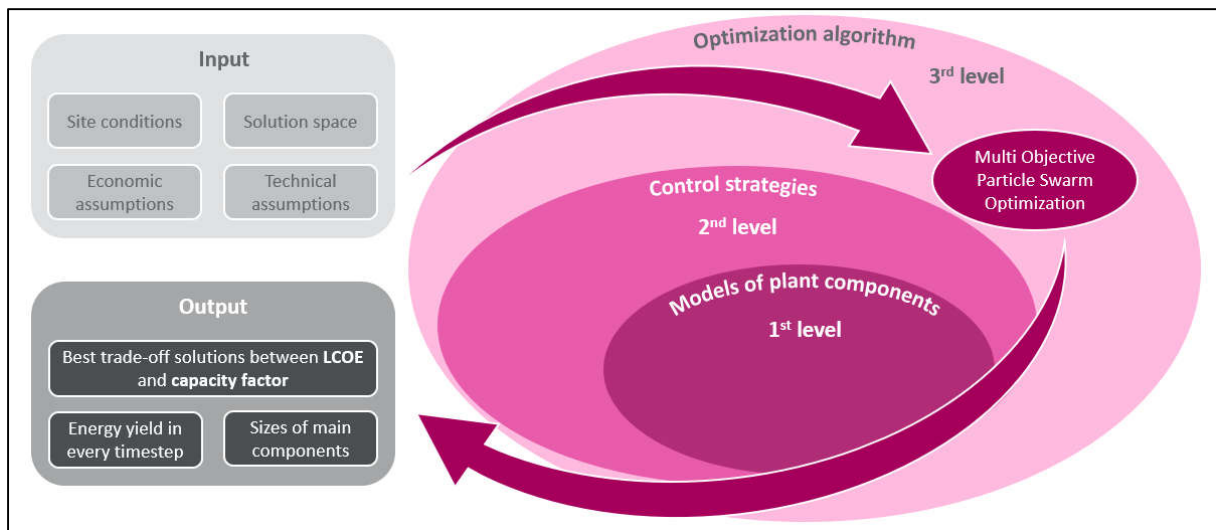 Input
Site conditions
Solution space
Economic
assumptions
Technical
assumptions
Output
Best trade-off solutions between LCOE
and capacity factor
Energy yield in
every timestep
Sizes of main
components
Optimization algorithm
3rd level
Multi Objective
Particle Swarm
Optimization
Control strategies
2nd level
Models of plant components
1st level